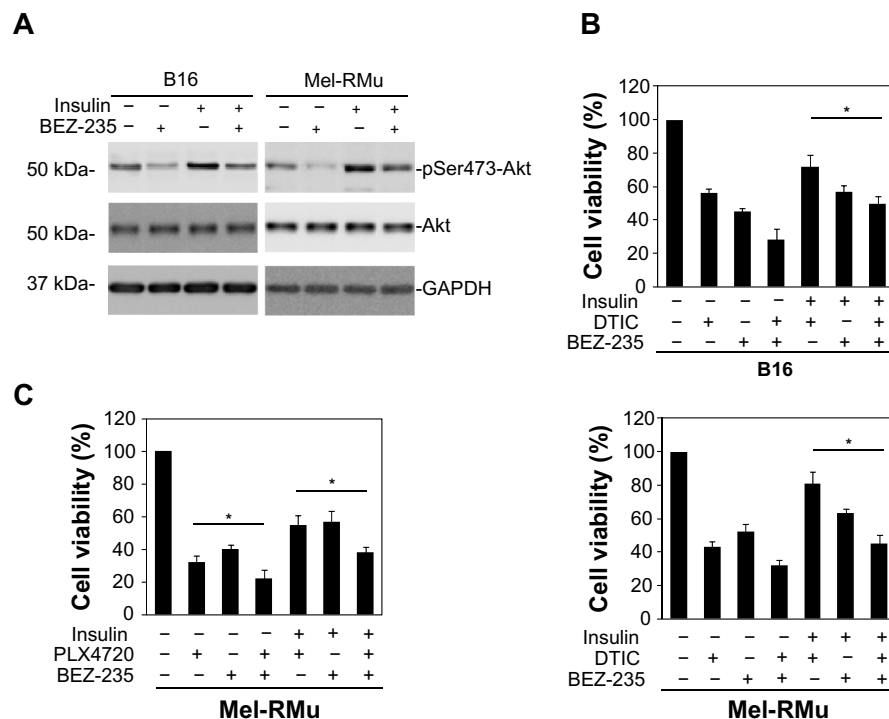 A
B16 Mel-RMu
Insulin – – + + – – + +
BEZ-235 – + – + – + – +
50 kDa- -pSer473-Akt
50 kDa- -Akt
37 kDa- -GAPDH
B
Cell viability (%)
120
100
80
60
40
20
0
Insulin – – – – + + +
DTIC – + – + + – +
BEZ-235 – – + + – + +
B16
*
C
Cell viability (%)
120
100
80
60
40
20
0
* *
Insulin – – – – + + +
PLX4720 – + – + + – +
BEZ-235 – – + + – + +
Mel-RMu
Cell viability (%)
120
100
80
60
40
20
0
*
Insulin – – – – + + +
DTIC – + – + + – +
BEZ-235 – – + + – + +
Mel-RMu